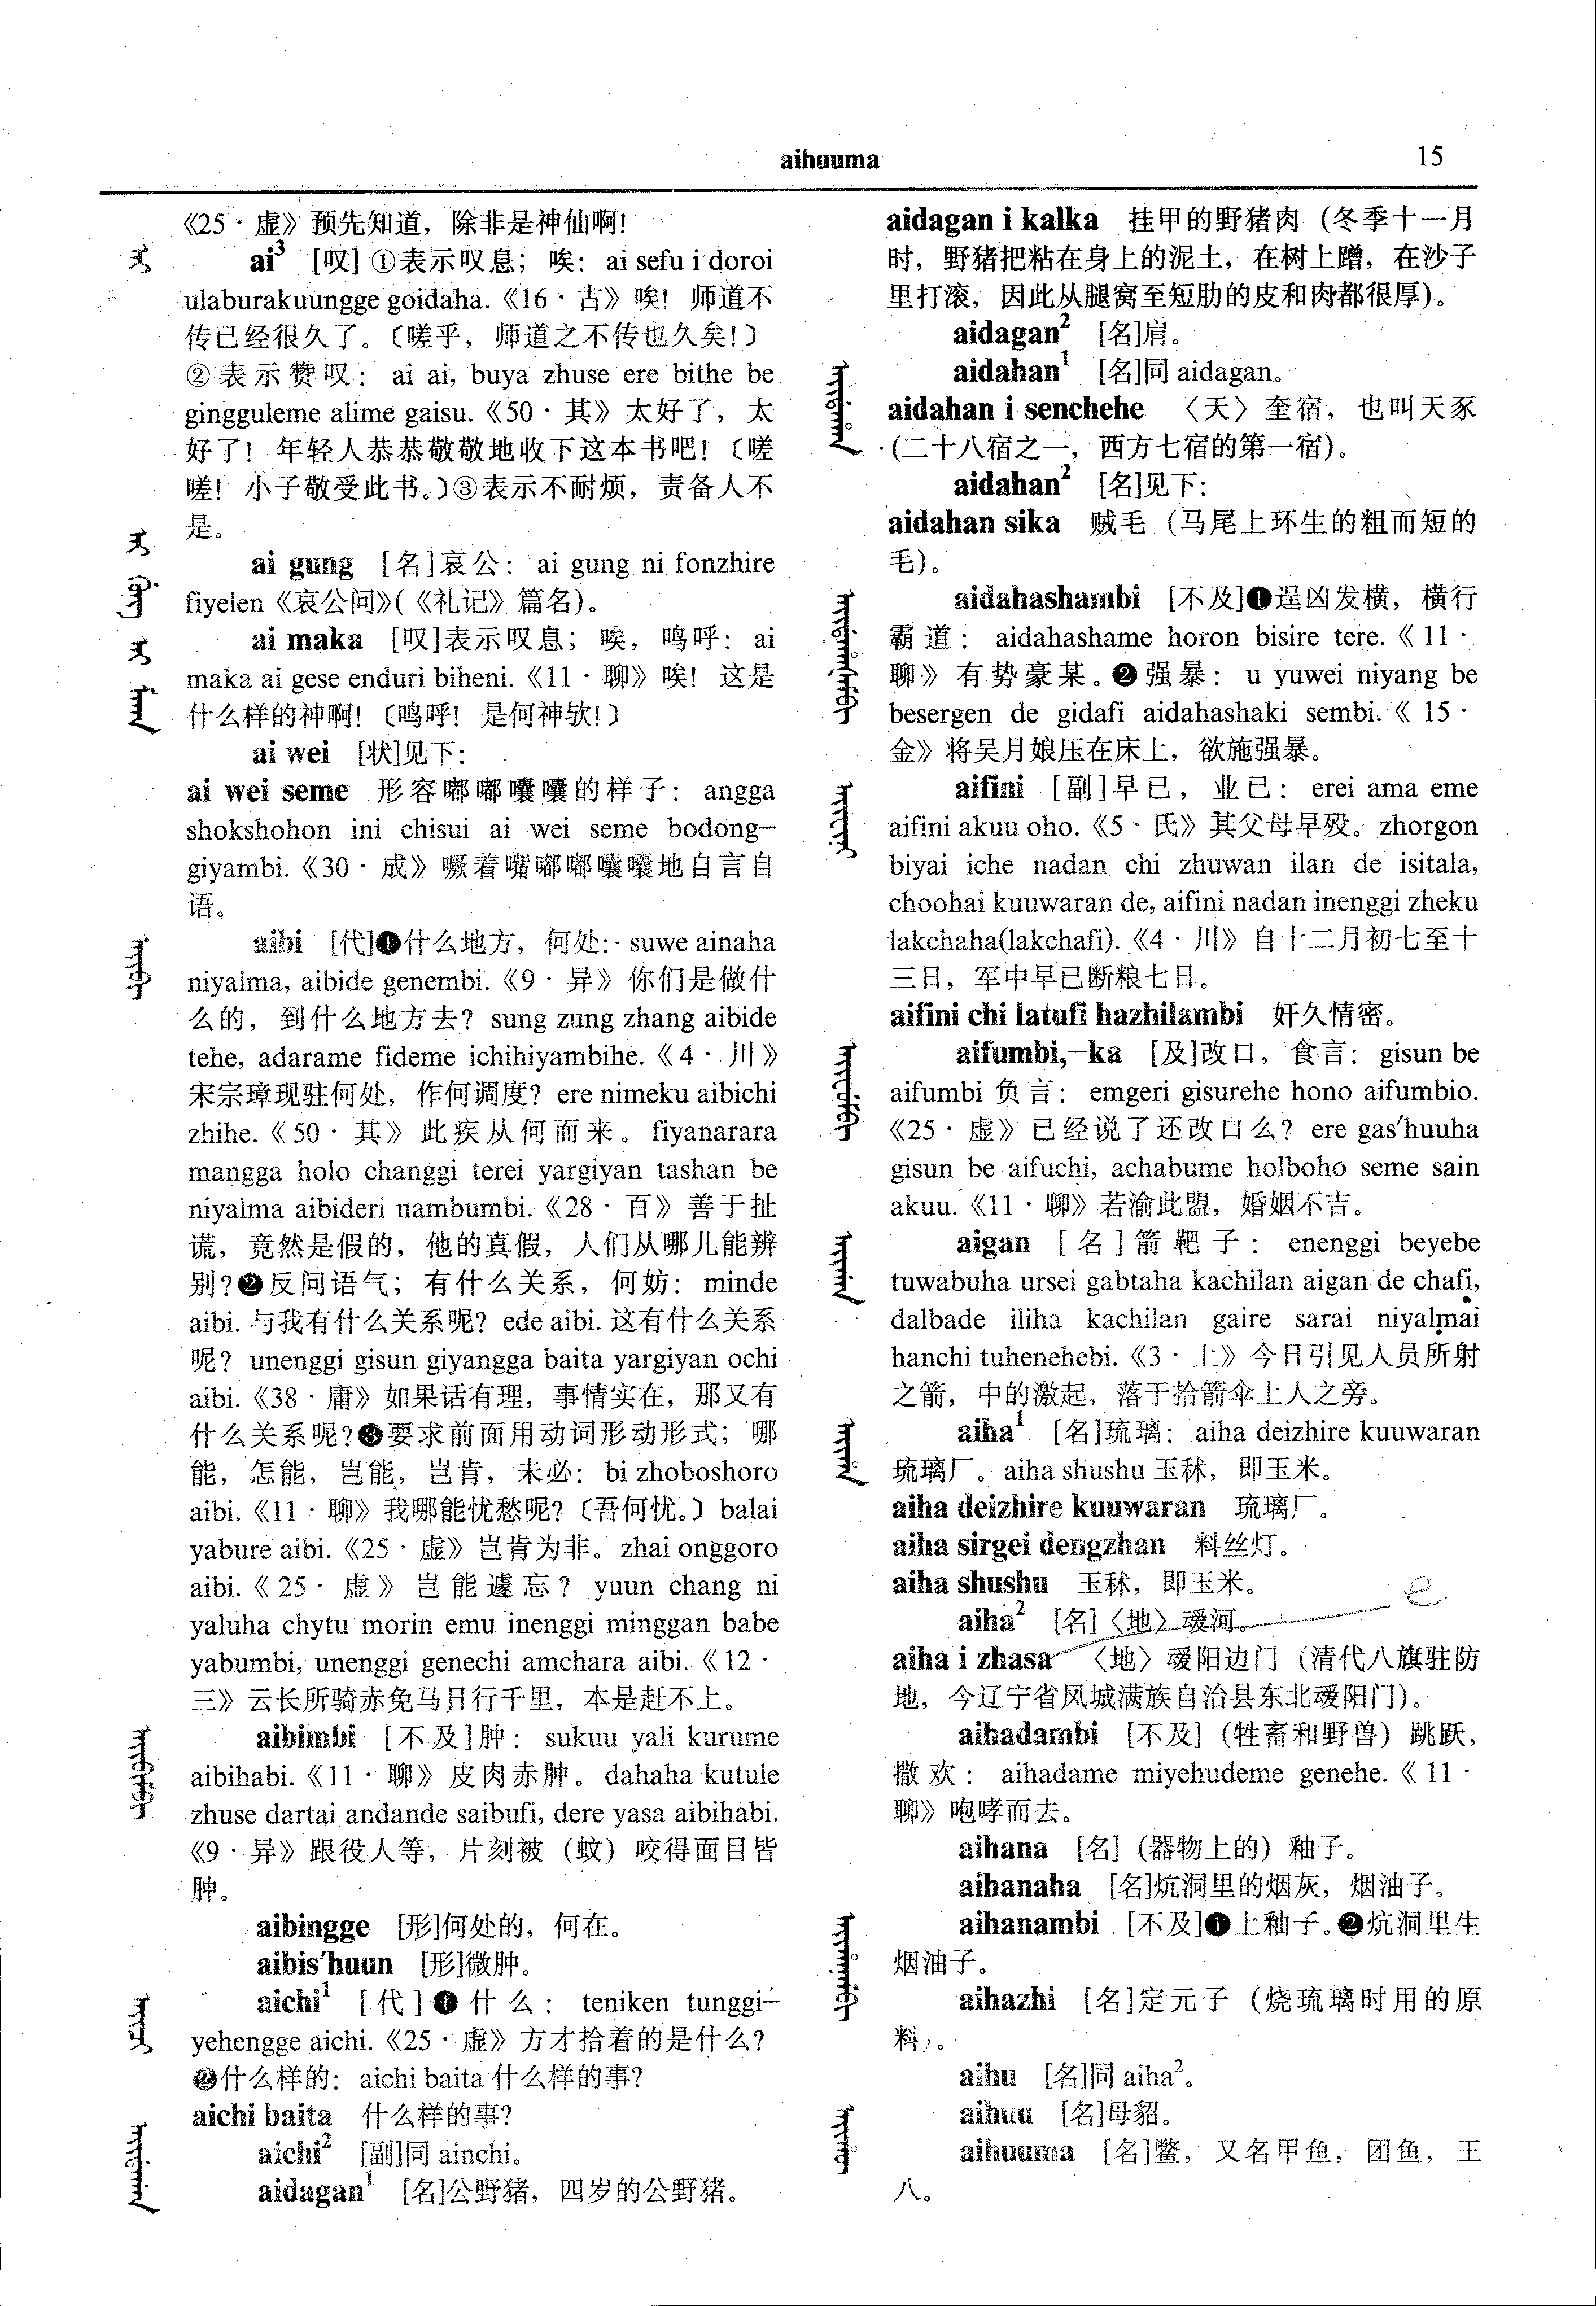 aihuuma
15
《25·虚》预先知道，除非是神仙啊！
ai³ [叹]①表示叹息；唉：ai sefu i doroi
ulaburakuungge goidaha.《16·古》唉！师道不
传已经很久了。〔嗟乎，师道之不传也久矣！〕
②表示赞叹：ai ai, buya zhuse ere bithe be
gingguleme alime gaisu.《50·其》太好了，太
好了！年轻人恭恭敬敬地收下这本书吧！〔嗟
嗟！小子敬受此书。〕③表示不耐烦，责备人不
是。
ai gung [名]哀公：ai gung ni fonzhire
fiyelen《哀公问》(《礼记》篇名)。
ai maka [叹]表示叹息；唉，呜呼：ai
maka ai gese enduri biheni.《11·聊》唉！这是
什么样的神啊！〔呜呼！是何神欤！〕
ai wei [状]见下：
ai wei seme 形容嘟嘟囔囔的样子：angga
shokshohon ini chisui ai wei seme bodong-
giyambi.《30·成》噘着嘴嘟嘟囔囔地自言自
语。
aibi [代]❶什么地方，何处：suwe ainaha
niyalma, aibide genembi.《9·异》你们是做什
么的，到什么地方去？sung zung zhang aibide
tehe, adarame fideme ichihiyambihe.《4·川》
宋宗璋现驻何处，作何调度？ere nimeku aibichi
zhihe.《50·其》此疾从何而来。fiyanarara
mangga holo changgi terei yargiyan tashan be
niyalma aibideri nambumbi.《28·百》善于扯
谎，竟然是假的，他的真假，人们从哪儿能辨
别？❷反问语气；有什么关系，何妨：minde
aibi. 与我有什么关系呢？ede aibi. 这有什么关系
呢？unenggi gisun giyangga baita yargiyan ochi
aibi.《38·庸》如果话有理，事情实在，那又有
什么关系呢？❸要求前面用动词形动形式；哪
能，怎能，岂能，岂肯，未必：bi zhoboshoro
aibi.《11·聊》我哪能忧愁呢？〔吾何忧。〕balai
yabure aibi.《25·虚》岂肯为非。zhai onggoro
aibi.《25·虚》岂能遽忘？yuun chang ni
yaluha chytu morin emu inenggi minggan babe
yabumbi, unenggi genechi amchara aibi.《12·
三》云长所骑赤兔马日行千里，本是赶不上。
aibimbi [不及]肿：sukuu yali kurume
aibihabi.《11·聊》皮肉赤肿。dahaha kutule
zhuse dartai andande saibufi, dere yasa aibihabi.
《9·异》跟役人等，片刻被（蚊）咬得面目皆
肿。
aibingge [形]何处的，何在。
aibis'huun [形]微肿。
aichi¹ [代]❶什么：teniken tunggi-
yehengge aichi.《25·虚》方才拾着的是什么？
❷什么样的：aichi baita 什么样的事？
aichi baita 什么样的事？
aichi² [副]同 ainchi。
aidagan¹ [名]公野猪，四岁的公野猪。
aidagan i kalka 挂甲的野猪肉（冬季十一月
时，野猪把粘在身上的泥土，在树上蹭，在沙子
里打滚，因此从腿窝至短肋的皮和肉都很厚）。
aidagan² [名]肩。
aidahan¹ [名]同 aidagan。
aidahan i senchehe 〈天〉奎宿，也叫天豕
(二十八宿之一，西方七宿的第一宿)。
aidahan² [名]见下：
aidahan sika 贼毛（马尾上环生的粗而短的
毛）。
aidahashambi [不及]❶逞凶发横，横行
霸道：aidahashame horon bisire tere.《11·
聊》有势豪某。❷强暴：u yuwei niyang be
besergen de gidafi aidahashaki sembi.《15·
金》将吴月娘压在床上，欲施强暴。
aifini [副]早已，业已：erei ama eme
aifini akuu oho.《5·氏》其父母早殁。zhorgon
biyai iche nadan chi zhuwan ilan de isitala,
choohai kuuwaran de, aifini nadan inenggi zheku
lakchaha(lakchafi).《4·川》自十二月初七至十
三日，军中早已断粮七日。
aifini chi latufi hazhilambi 奸久情密。
aifumbi,-ka [及]改口，食言：gisun be
aifumbi 负言：emgeri gisurehe hono aifumbio.
《25·虚》已经说了还改口么？ere gas'huuha
gisun be aifuchi, achabume holboho seme sain
akuu.《11·聊》若渝此盟，婚姻不吉。
aigan [名]箭靶子：enenggi beyebe
tuwabuha ursei gabtaha kachilan aigan de chafi,
dalbade iliha kachilan gaire sarai niyalmai
hanchi tuhenehebi.《3·上》今日引见人员所射
之箭，中的激起，落于拾箭伞上人之旁。
aiha¹ [名]琉璃：aiha deizhire kuuwaran
琉璃厂。aiha shushu 玉秫，即玉米。
aiha deizhire kuuwaran 琉璃厂。
aiha sirgei dengzhan 料丝灯。
aiha shushu 玉秫，即玉米。
aiha² [名]〈地〉叆河。
aiha i zhasa 〈地〉叆阳边门（清代八旗驻防
地，今辽宁省凤城满族自治县东北叆阳门）。
aihadambi [不及]（牲畜和野兽）跳跃，
撒欢：aihadame miyehudeme genehe.《11·
聊》咆哮而去。
aihana [名]（器物上的）釉子。
aihanaha [名]炕洞里的烟灰，烟油子。
aihanambi [不及]❶上釉子。❷炕洞里生
烟油子。
aihazhi [名]定元子（烧琉璃时用的原
料）。
aihu [名]同 aiha²。
aihuu [名]母貂。
aihuuma [名]鳖，又名甲鱼，团鱼，王
八。